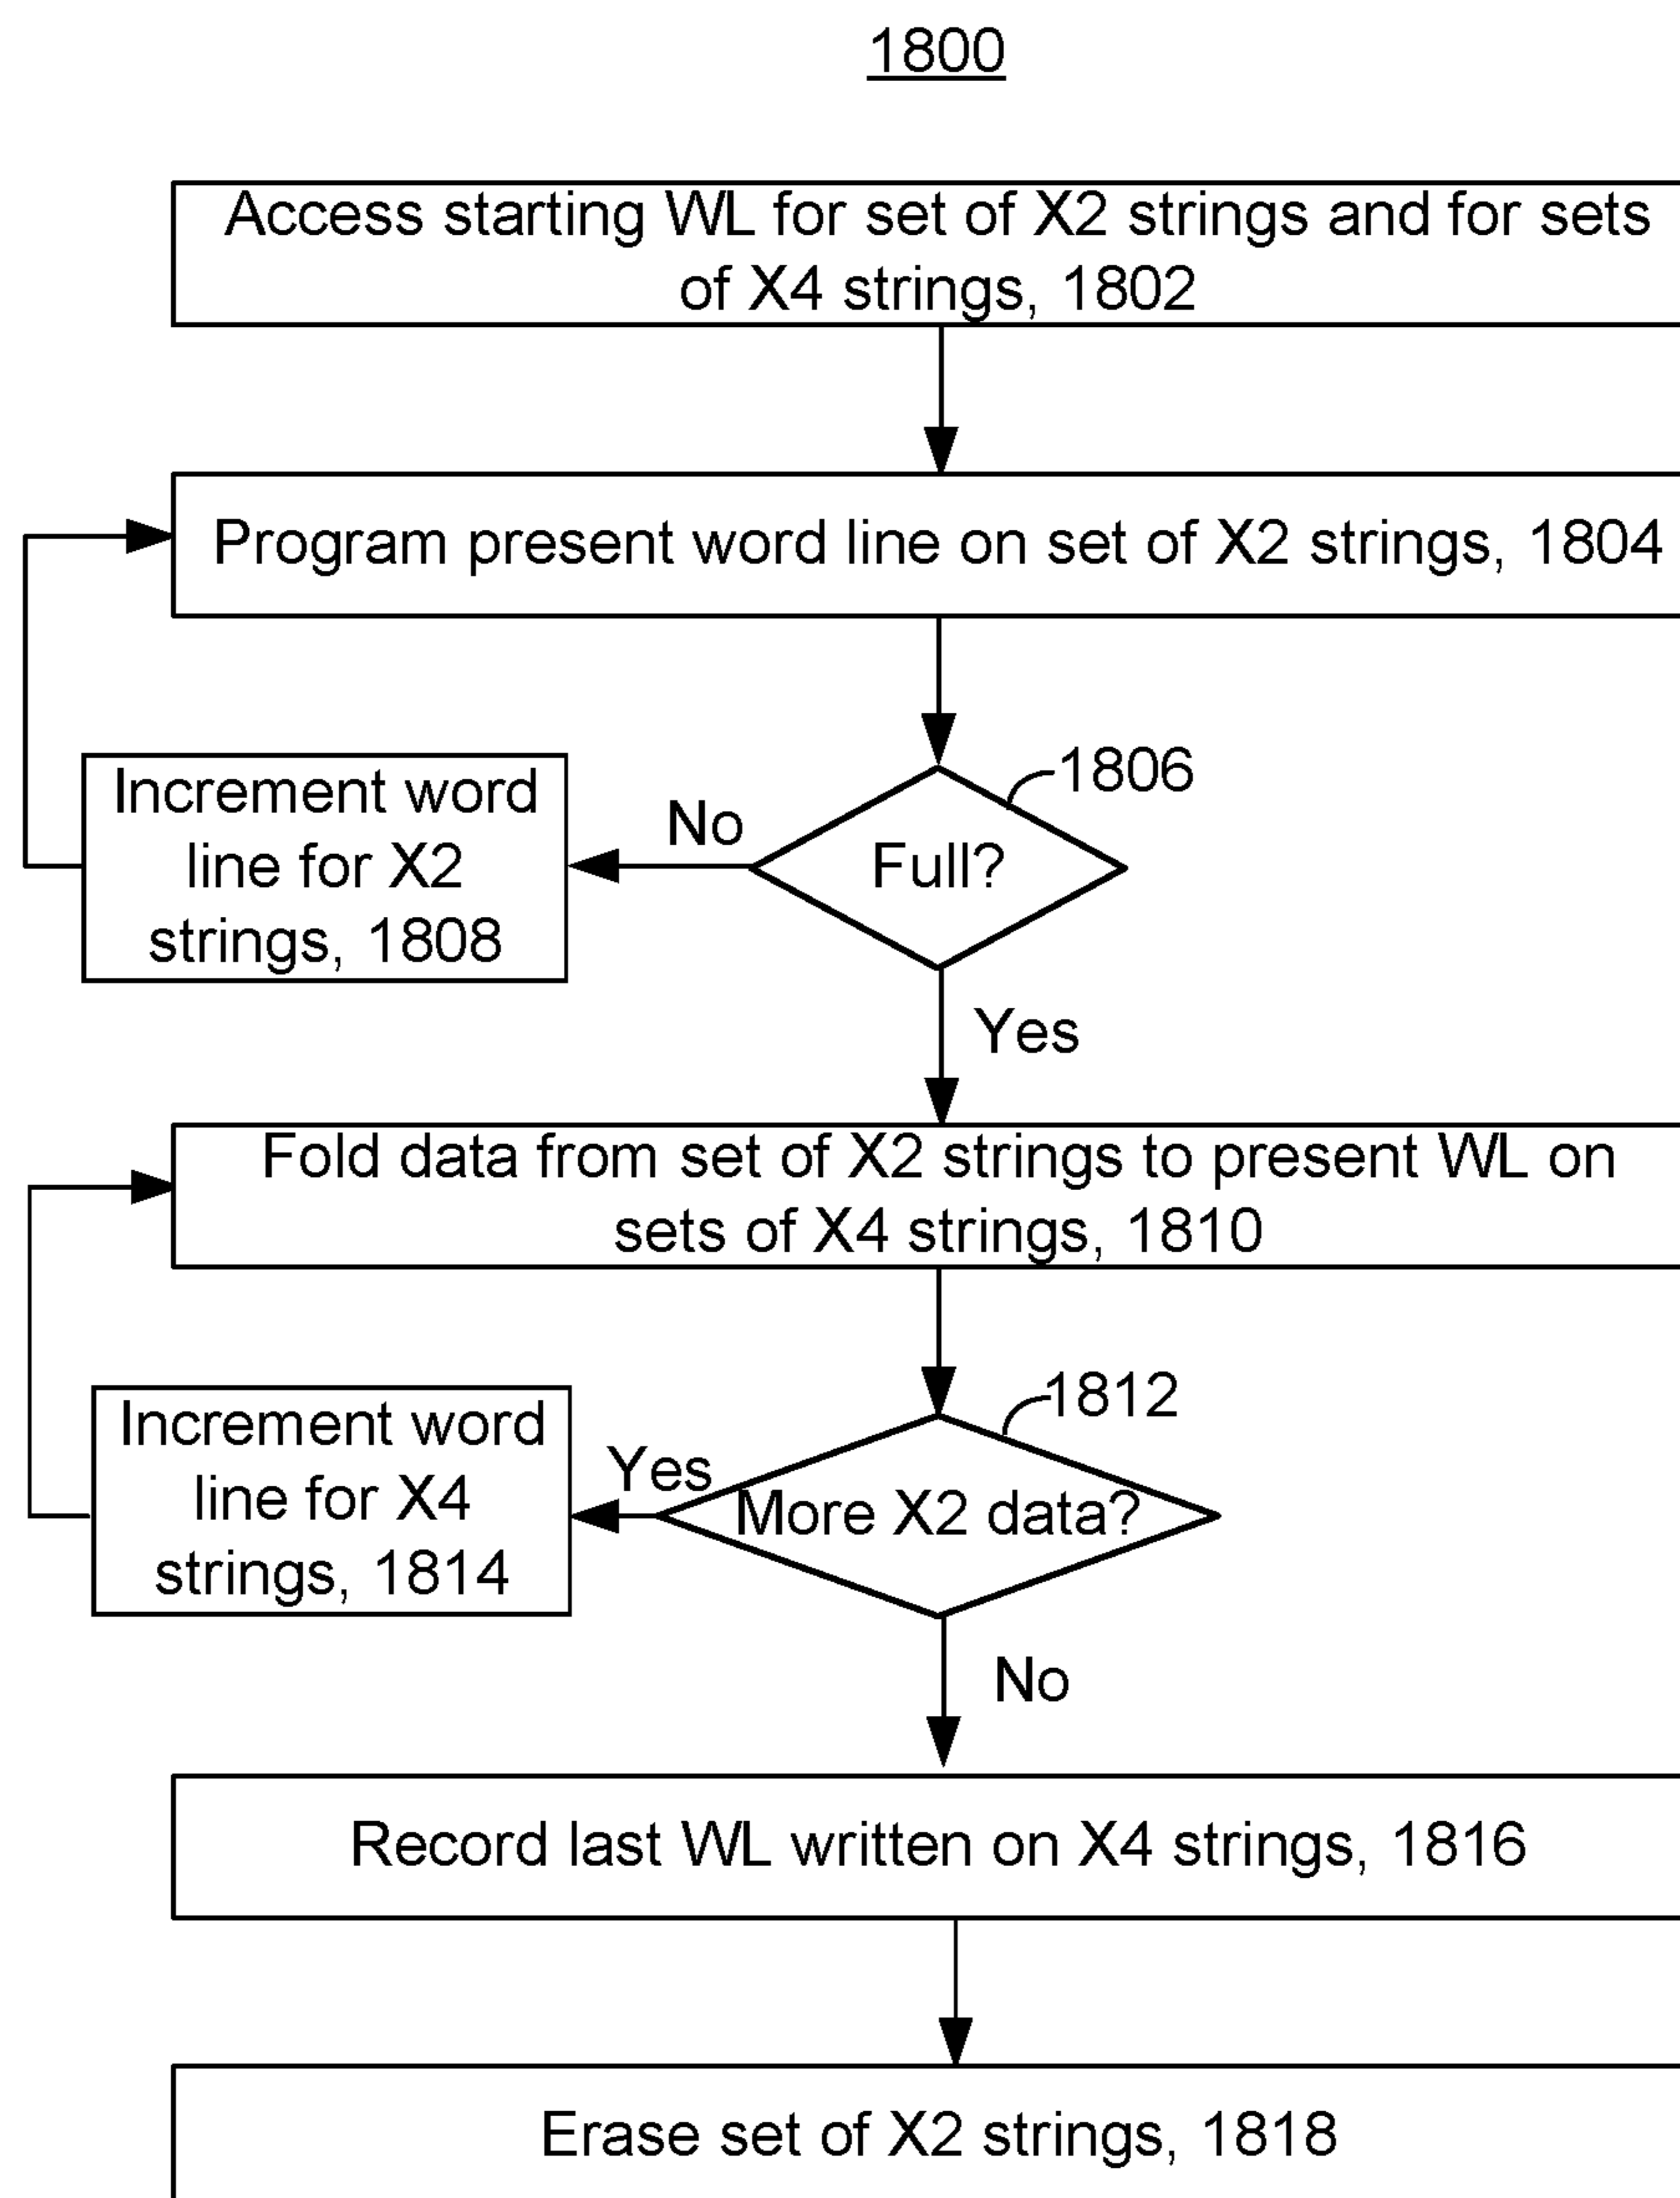 1800
Access starting WL for set of X2 strings and for sets
of X4 strings, 1802
Program present word line on set of X2 strings, 1804
1806
Increment word
line for X2
strings, 1808
No
Full?
Yes
Fold data from set of X2 strings to present WL on
sets of X4 strings, 1810
1812
Increment word
line for X4
strings, 1814
Yes
More X2 data?
No
Record last WL written on X4 strings, 1816
Erase set of X2 strings, 1818